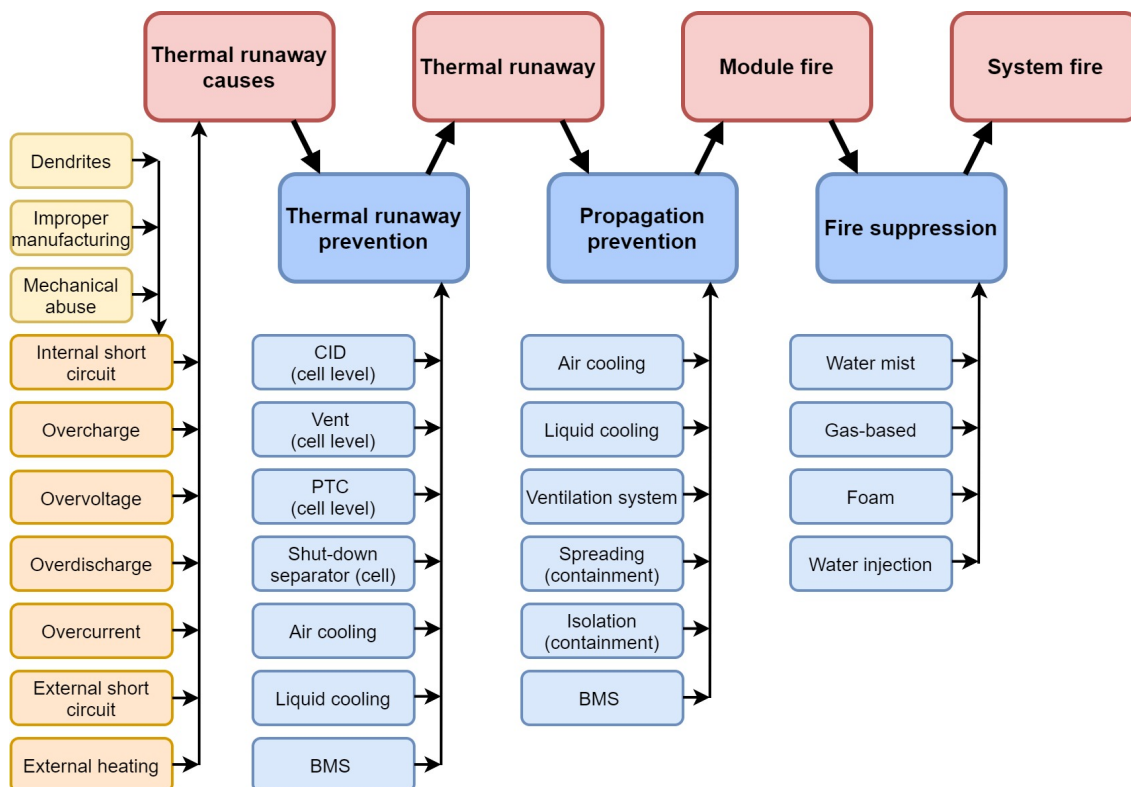 Thermal runaway
causes
Thermal runaway
Module fire
System fire
Thermal runaway
prevention
Propagation
prevention
Fire suppression
Dendrites
Improper
manufacturing
Mechanical
abuse
Internal short
circuit
Overcharge
Overvoltage
Overdischarge
Overcurrent
External short
circuit
External heating
CID
(cell level)
Vent
(cell level)
PTC
(cell level)
Shut-down
separator (cell)
Air cooling
Liquid cooling
BMS
Air cooling
Liquid cooling
Ventilation system
Spreading
(containment)
Isolation
(containment)
BMS
Water mist
Gas-based
Foam
Water injection